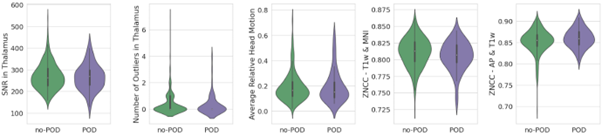 SNR in Thalamus
600
500
400
300
200
100
no-POD
POD
Number of Outliers in Thalamus
6
4
2
0
no-POD
POD
Average Relative Head Motion
0.8
0.6
0.4
0.2
0.0
no-POD
POD
ZNCC - T1w & MNI
0.875
0.850
0.825
0.800
0.775
0.750
0.725
no-POD
POD
ZNCC - AP & T1w
0.90
0.85
0.80
0.75
0.70
no-POD
POD